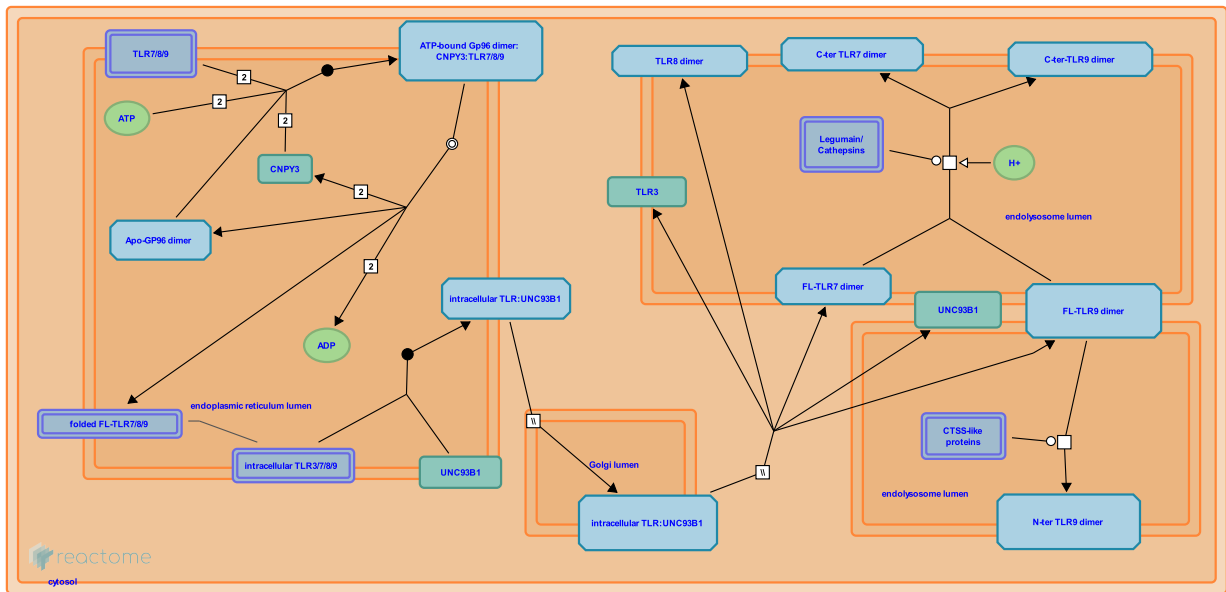 TLR7/8/9
ATP-bound Gp96 dimer:
CNPY3:TLR7/8/9
2
2
ATP
2
CNPY3
2
Apo-GP96 dimer
2
intracellular TLR:UNC93B1
ADP
endoplasmic reticulum lumen
folded FL-TLR7/8/9
intracellular TLR3/7/8/9
UNC93B1
\\
Golgi lumen
intracellular TLR:UNC93B1
\\
TLR8 dimer
C-ter TLR7 dimer
C-ter-TLR9 dimer
Legumain/
Cathepsins
H+
TLR3
endolysosome lumen
FL-TLR7 dimer
UNC93B1
FL-TLR9 dimer
CTSS-like
proteins
endolysosome lumen
N-ter TLR9 dimer
reactome
cytosol